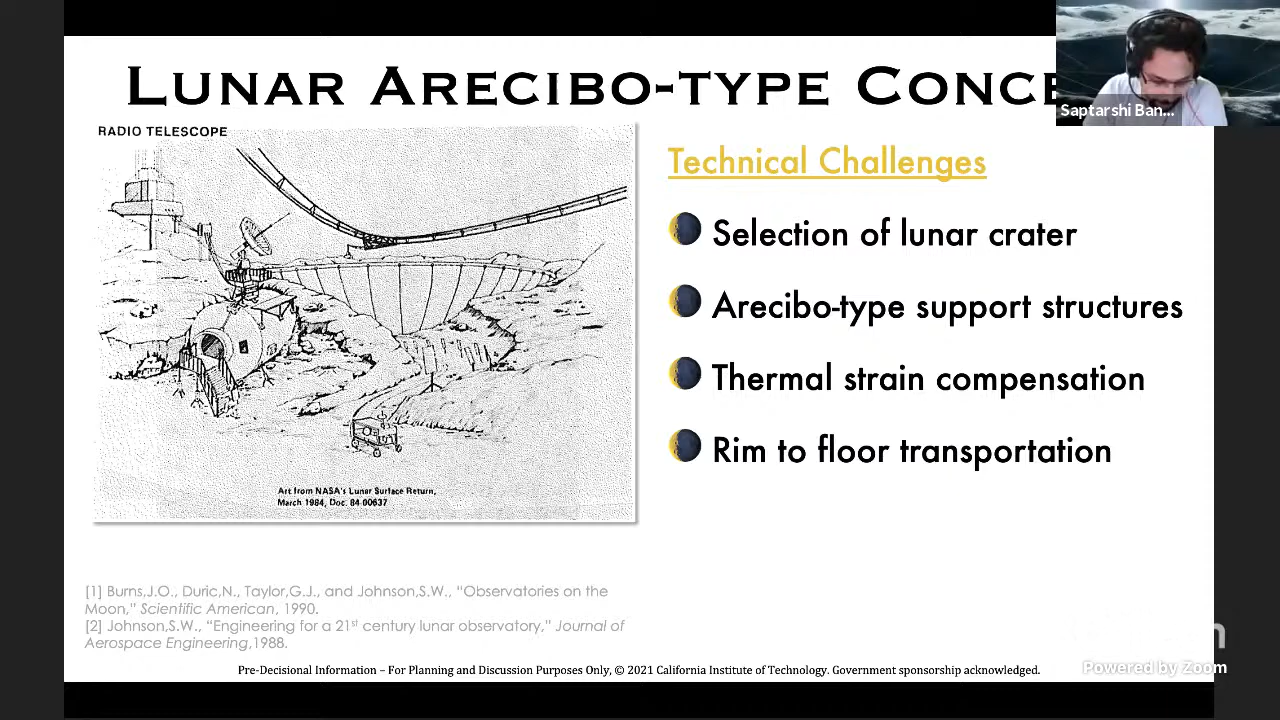 LUNAR ARECIBO-TYPE CONCE
Saptarshi Ban...
RADIO TELESCOPE
Art from NASA's Lunar Surface Return,
March 1984, Doc. 84-00637
Technical Challenges
Selection of lunar crater
Arecibo-type support structures
Thermal strain compensation
Rim to floor transportation
[1] Burns,J.O., Duric,N., Taylor,G.J., and Johnson,S.W., "Observatories on the
Moon," Scientific American, 1990.
[2] Johnson,S.W., "Engineering for a 21st century lunar observatory," Journal of
Aerospace Engineering,1988.
Pre-Decisional Information – For Planning and Discussion Purposes Only, © 2021 California Institute of Technology. Government sponsorship acknowledged.
Powered by Zoom